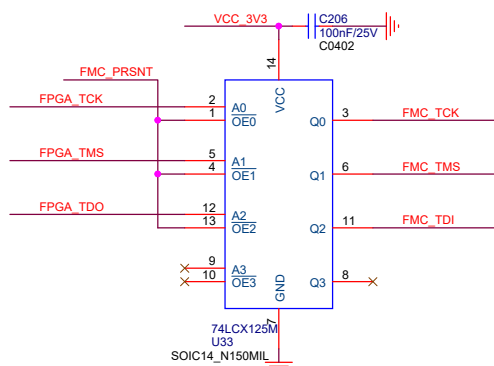 VCC_3V3
C206
100nF/25V
C0402
FMC_PRSNT
14
VCC
FPGA_TCK
2
A0
1
OE0
Q0
3
FMC_TCK
FPGA_TMS
5
A1
4
OE1
Q1
6
FMC_TMS
FPGA_TDO
12
A2
13
OE2
Q2
11
FMC_TDI
9
A3
10
OE3
Q3
8
GND
7
74LCX125M
U33
SOIC14_N150MIL